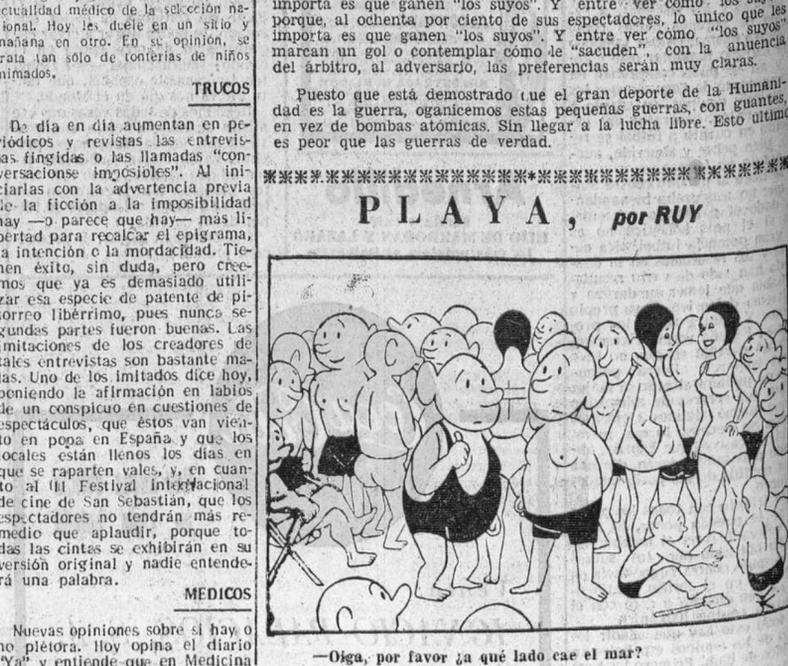 ctualidad médico de la selección na-
ional. Hoy les duele en un sitio y
mañana en otro. En su opinión, se
rata tan sólo de tonterías de niños
nimados.
TRUCOS
De día en día aumentan en pe-
iódicos y revistas las entrevis-
as fingidas o las llamadas "con-
versacionse imposibles". Al ini-
ciarlas con la advertencia previa
de la ficción a la imposibilidad
hay —o parece que hay— más li-
bertad para recalcar el epigrama,
la intención o la mordacidad. Tie-
nen éxito, sin duda, pero cree-
mos que ya es demasiado utili-
zar esa especie de patente de pi-
sorreo libérrimo, pues nunca se-
gundas partes fueron buenas. Las
imitaciones de los creadores de
tales entrevistas son bastante ma-
las. Uno de los imitados dice hoy,
poniendo la afirmación en labios
de un conspicuo en cuestiones de
espectáculos, que éstos van vien-
to en popa en España y que los
locales están llenos los días en
que se raparten vales, y, en cuan-
to al III Festival Internacional
de cine de San Sebastián, que los
espectadores no tendrán más re-
medio que aplaudir, porque to-
das las cintas se exhibirán en su
versión original y nadie entende-
rá una palabra.
MEDICOS
Nuevas opiniones sobre si hay o
no plétora. Hoy opina el diario
"Ya" y entiende que en Medicina
importa es que ganen "los suyos". Y entre ver cómo "los
porque, al ochenta por ciento de sus espectadores, lo único que les
importa es que ganen "los suyos". Y entre ver cómo "los suyos"
marcan un gol o contemplar cómo le "sacuden", con la anuencia
del árbitro, al adversario, las preferencias serán muy claras.
Puesto que está demostrado que el gran deporte de la Humani-
dad es la guerra, oganicemos estas pequeñas guerras, con guantes,
en vez de bombas atómicas. Sin llegar a la lucha libre. Esto último
es peor que las guerras de verdad.
PLAYA, por RUY
—Oiga, por favor ¿a qué lado cae el mar?